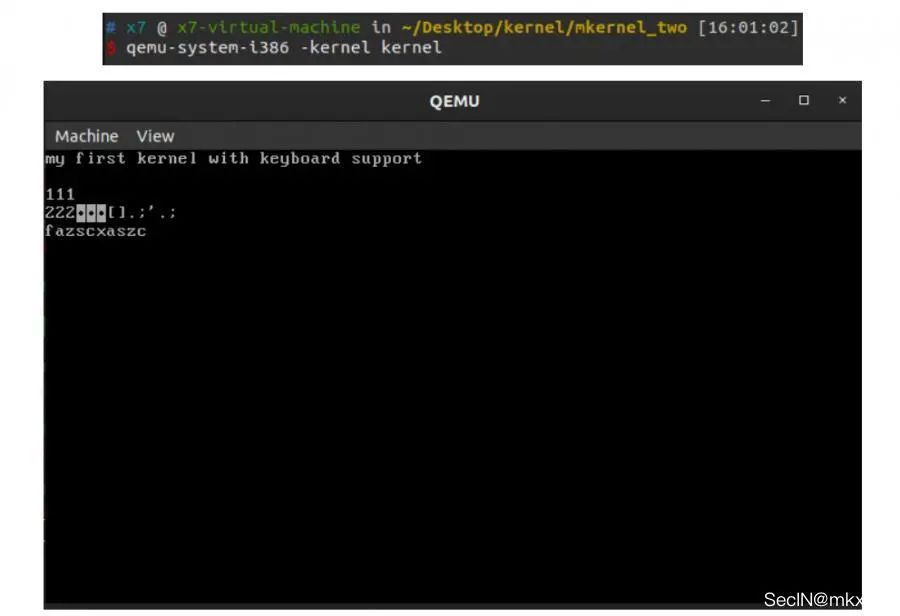 # x7 @ x7-virtual-machine in ~/Desktop/kernel/mkernel_two [16:01:02]
$ qemu-system-i386 -kernel kernel
QEMU
Machine View
my first kernel with keyboard support
111
222◘◘◘[].;'.;
fazscxaszc
SecIN@mkx